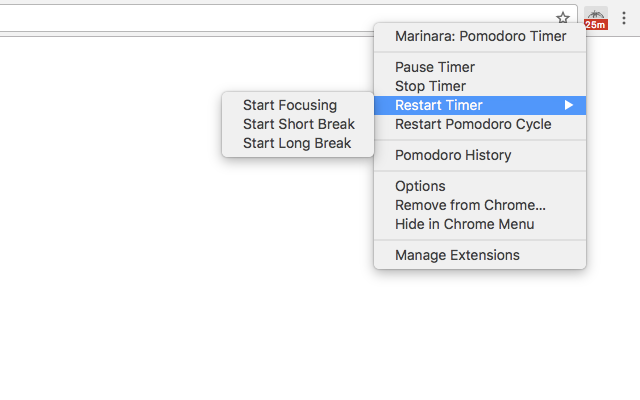 25m
Marinara: Pomodoro Timer
Pause Timer
Stop Timer
Restart Timer
Start Focusing
Start Short Break
Start Long Break
Restart Pomodoro Cycle
Pomodoro History
Options
Remove from Chrome...
Hide in Chrome Menu
Manage Extensions